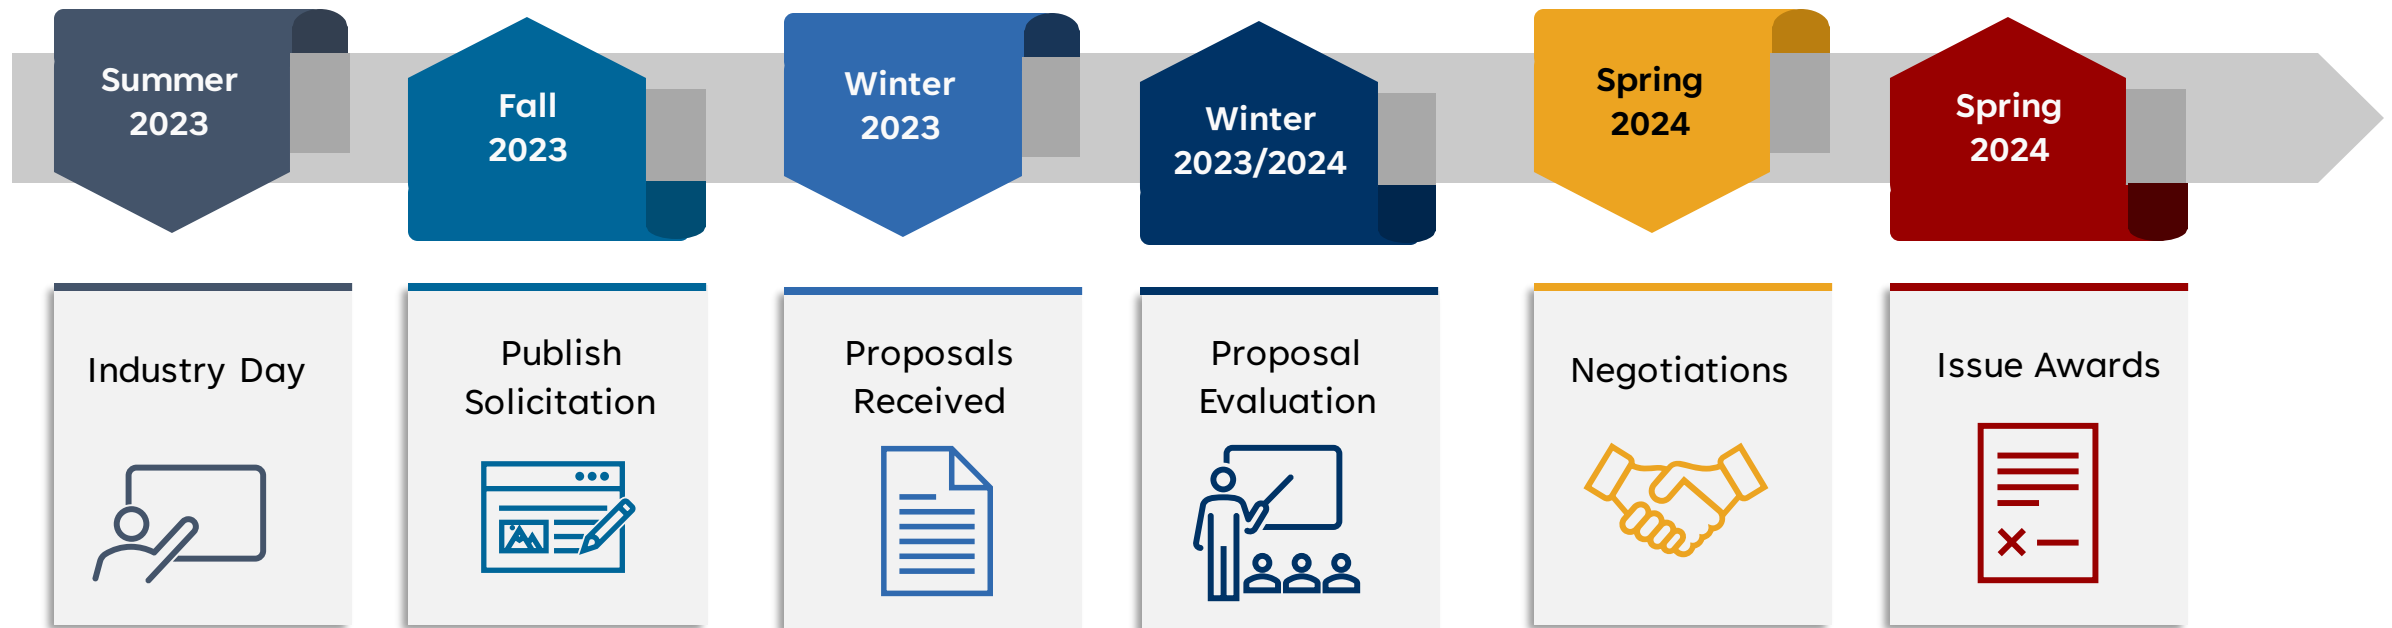 Summer
2023
Fall
2023
Winter
2023
Winter
2023/2024
Spring
2024
Spring
2024
Industry Day
Publish
Solicitation
Proposals
Received
Proposal
Evaluation
Negotiations
Issue Awards